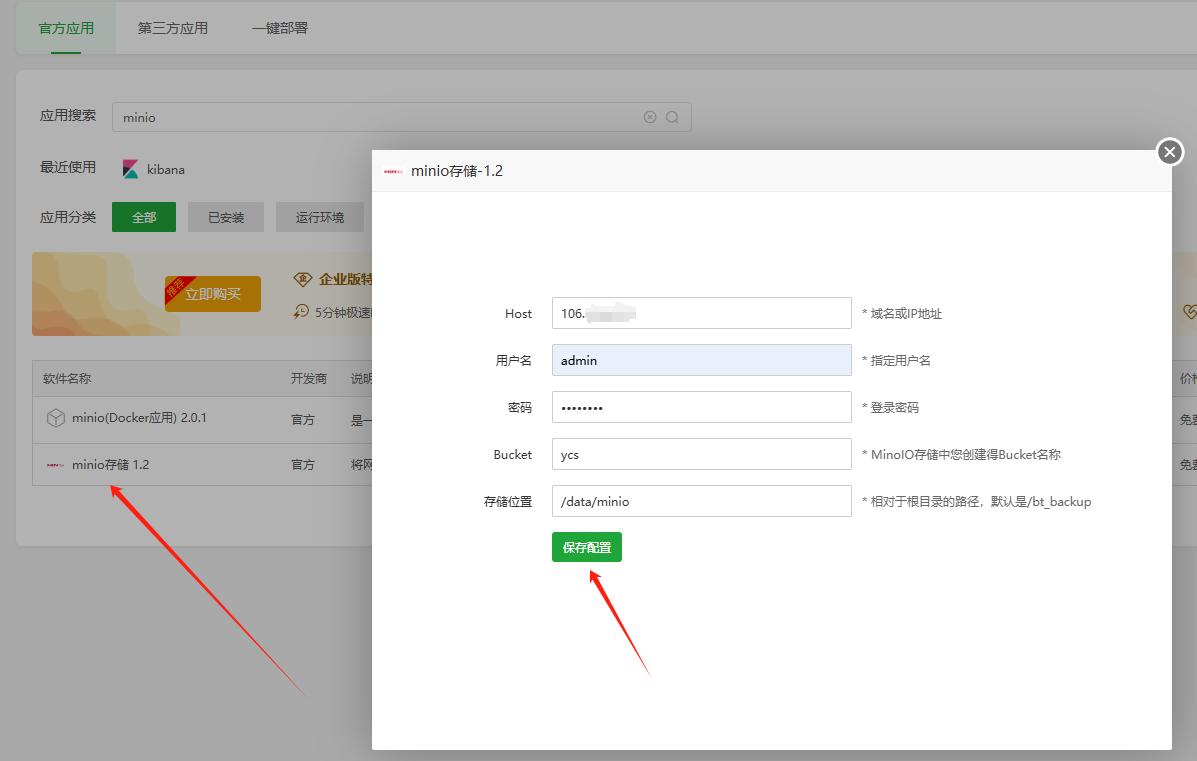 官方应用 第三方应用 一键部署
应用搜索 minio
最近使用 kibana
应用分类 全部 已安装 运行环境
推荐 立即购买 企业版特
5分钟极速
软件名称 开发商 说明 价格
minio(Docker应用) 2.0.1 官方 是一 免费
minio存储 1.2 官方 将网 免费
minio存储-1.2
Host 106. * 域名或IP地址
用户名 admin * 指定用户名
密码 •••••••• * 登录密码
Bucket ycs * MinoIO存储中您创建得Bucket名称
存储位置 /data/minio * 相对于根目录的路径，默认是/bt_backup
保存配置